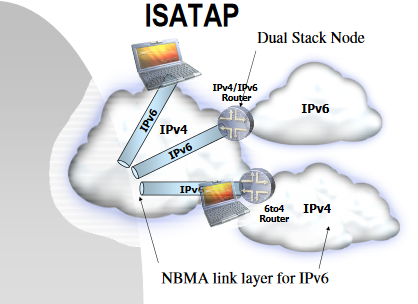 ISATAP
Dual Stack Node
IPv4/IPv6
Router
IPv6
IPv4
IPv6
IPv6
IPv6
6to4
Router
IPv4
NBMA link layer for IPv6